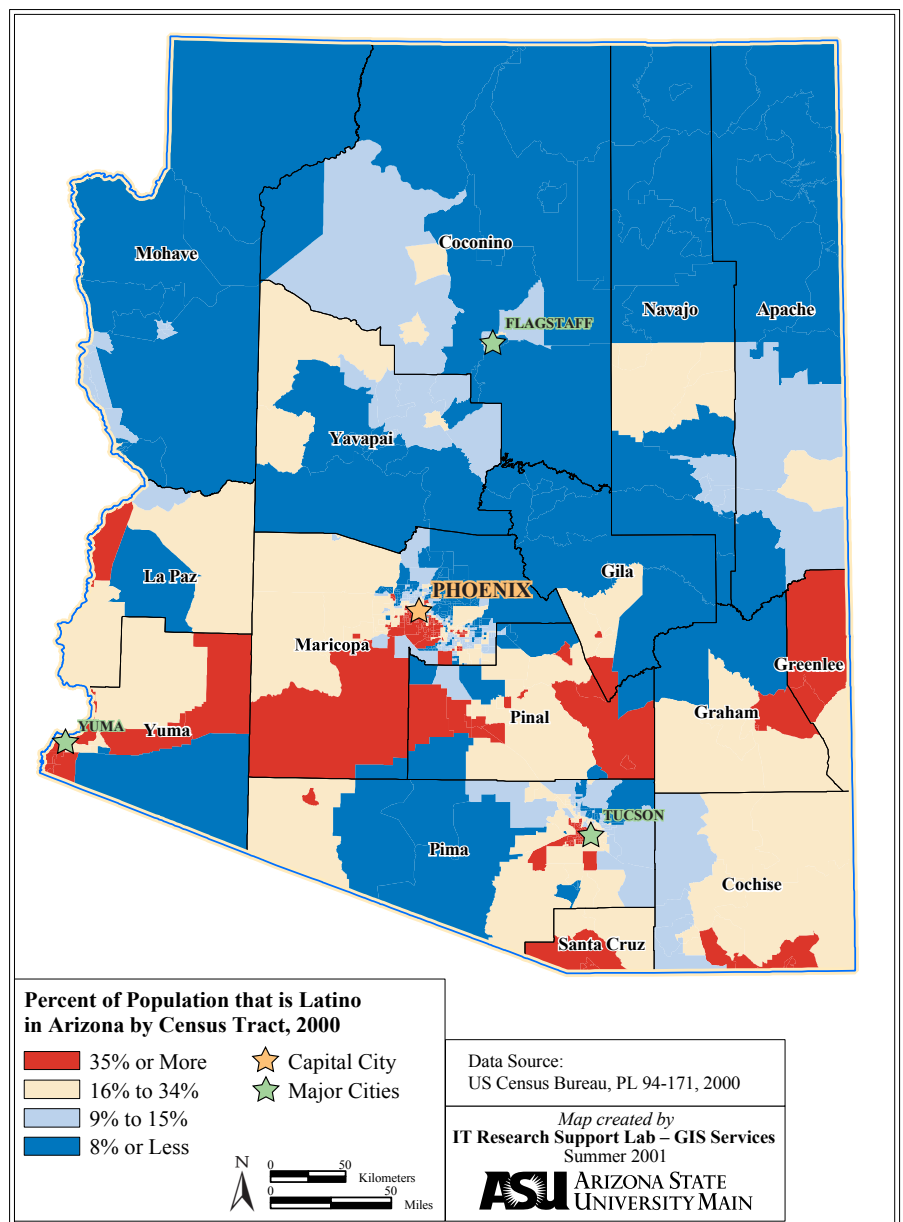 Mohave
Coconino
Navajo
Apache
FLAGSTAFF
Yavapai
La Paz
PHOENIX
Gila
Maricopa
Greenlee
YUMA
Yuma
Pinal
Graham
TUCSON
Pima
Cochise
Santa Cruz
Percent of Population that is Latino
in Arizona by Census Tract, 2000
35% or More
16% to 34%
9% to 15%
8% or Less
Capital City
Major Cities
N
0 50
Kilometers
0 50
Miles
Data Source:
US Census Bureau, PL 94-171, 2000
Map created by
IT Research Support Lab – GIS Services
Summer 2001
ASU ARIZONA STATE
UNIVERSITY MAIN